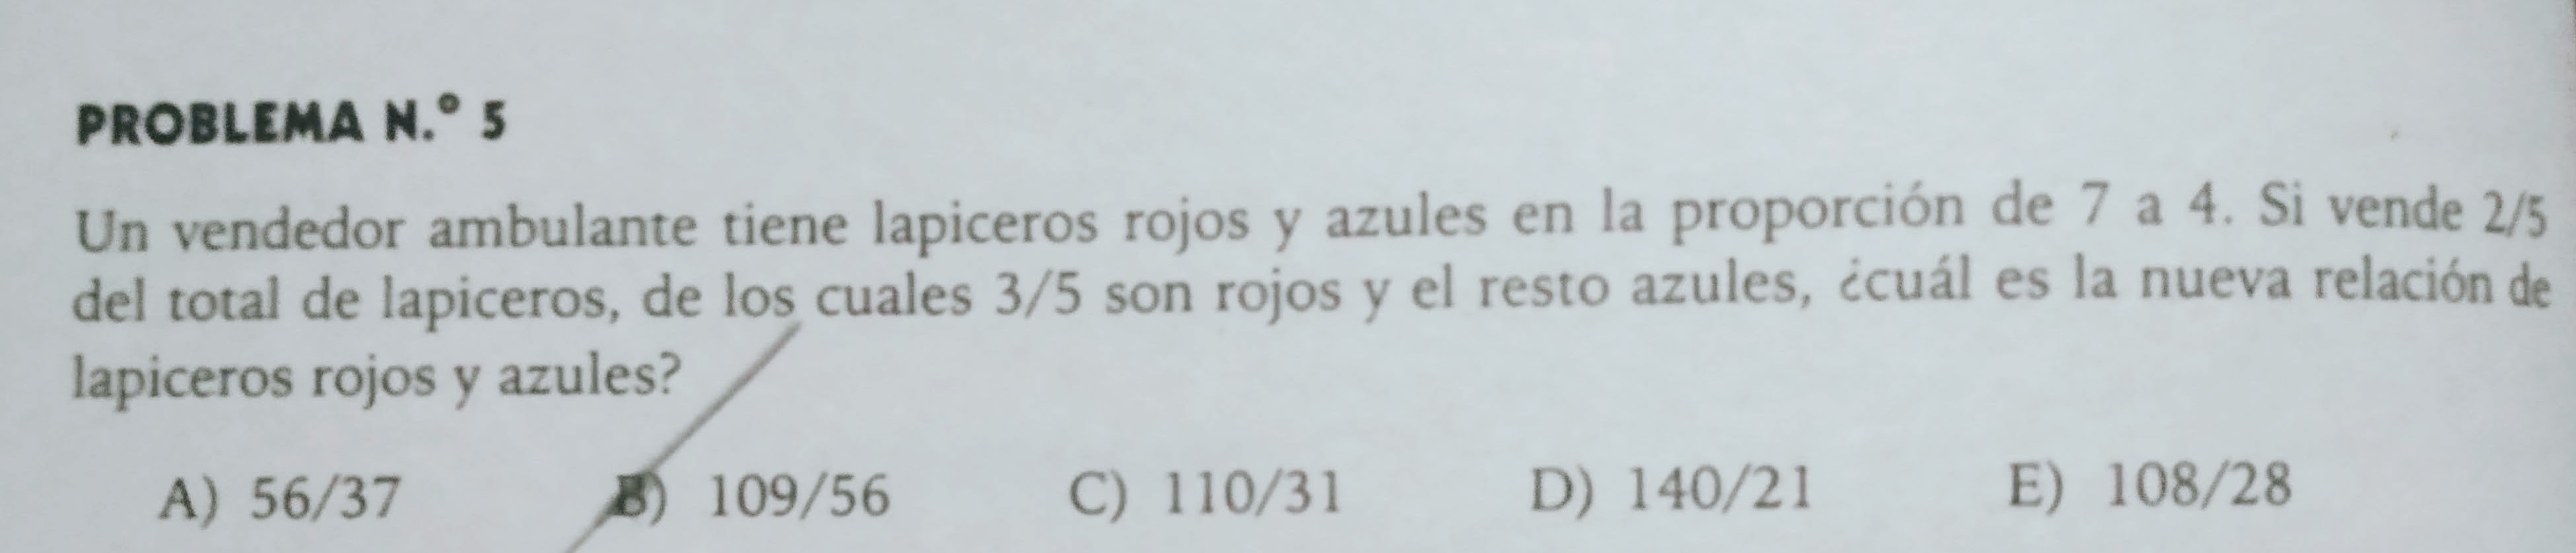 PROBLEMA N.° 5
Un vendedor ambulante tiene lapiceros rojos y azules en la proporción de 7 a 4. Si vende 2/5
del total de lapiceros, de los cuales 3/5 son rojos y el resto azules, ¿cuál es la nueva relación de
lapiceros rojos y azules?
A) 56/37 B) 109/56 C) 110/31 D) 140/21 E) 108/28